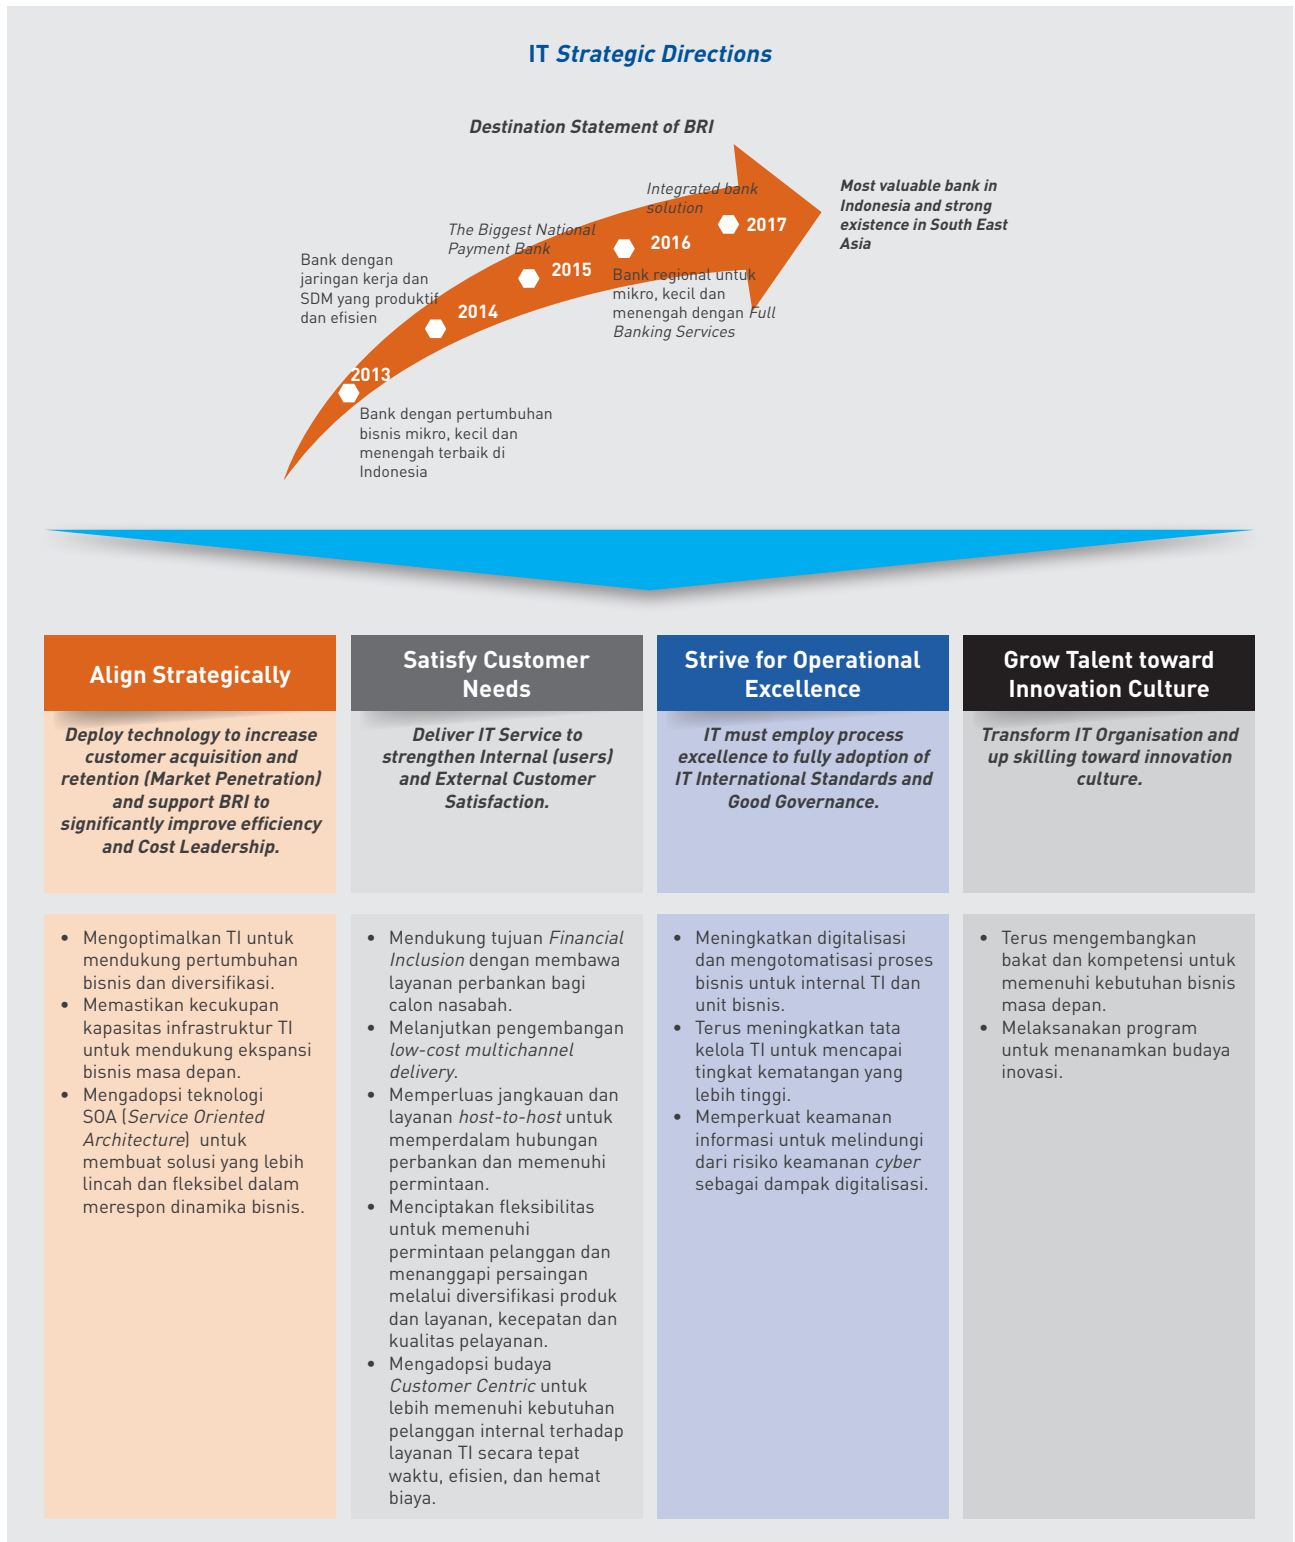 IT Strategic Directions
Destination Statement of BRI
Bank dengan pertumbuhan
bisnis mikro, kecil dan
menengah terbaik di
Indonesia
2013
Bank dengan
jaringan kerja dan
SDM yang produktif
dan efisien
2014
The Biggest National
Payment Bank
2015
Bank regional untuk
mikro, kecil dan
menengah dengan Full
Banking Services
2016
Integrated bank
solution
2017
Most valuable bank in
Indonesia and strong
existence in South East
Asia
Align Strategically
Deploy technology to increase
customer acquisition and
retention (Market Penetration)
and support BRI to
significantly improve efficiency
and Cost Leadership.
• Mengoptimalkan TI untuk
mendukung pertumbuhan
bisnis dan diversifikasi.
• Memastikan kecukupan
kapasitas infrastruktur TI
untuk mendukung ekspansi
bisnis masa depan.
• Mengadopsi teknologi
SOA (Service Oriented
Architecture) untuk
membuat solusi yang lebih
lincah dan fleksibel dalam
merespon dinamika bisnis.
Satisfy Customer
Needs
Deliver IT Service to
strengthen Internal (users)
and External Customer
Satisfaction.
• Mendukung tujuan Financial
Inclusion dengan membawa
layanan perbankan bagi
calon nasabah.
• Melanjutkan pengembangan
low-cost multichannel
delivery.
• Memperluas jangkauan dan
layanan host-to-host untuk
memperdalam hubungan
perbankan dan memenuhi
permintaan.
• Menciptakan fleksibilitas
untuk memenuhi
permintaan pelanggan dan
menanggapi persaingan
melalui diversifikasi produk
dan layanan, kecepatan dan
kualitas pelayanan.
• Mengadopsi budaya
Customer Centric untuk
lebih memenuhi kebutuhan
pelanggan internal terhadap
layanan TI secara tepat
waktu, efisien, dan hemat
biaya.
Strive for Operational
Excellence
IT must employ process
excellence to fully adoption of
IT International Standards and
Good Governance.
• Meningkatkan digitalisasi
dan mengotomatisasi proses
bisnis untuk internal TI dan
unit bisnis.
• Terus meningkatkan tata
kelola TI untuk mencapai
tingkat kematangan yang
lebih tinggi.
• Memperkuat keamanan
informasi untuk melindungi
dari risiko keamanan cyber
sebagai dampak digitalisasi.
Grow Talent toward
Innovation Culture
Transform IT Organisation and
up skilling toward innovation
culture.
• Terus mengembangkan
bakat dan kompetensi untuk
memenuhi kebutuhan bisnis
masa depan.
• Melaksanakan program
untuk menanamkan budaya
inovasi.